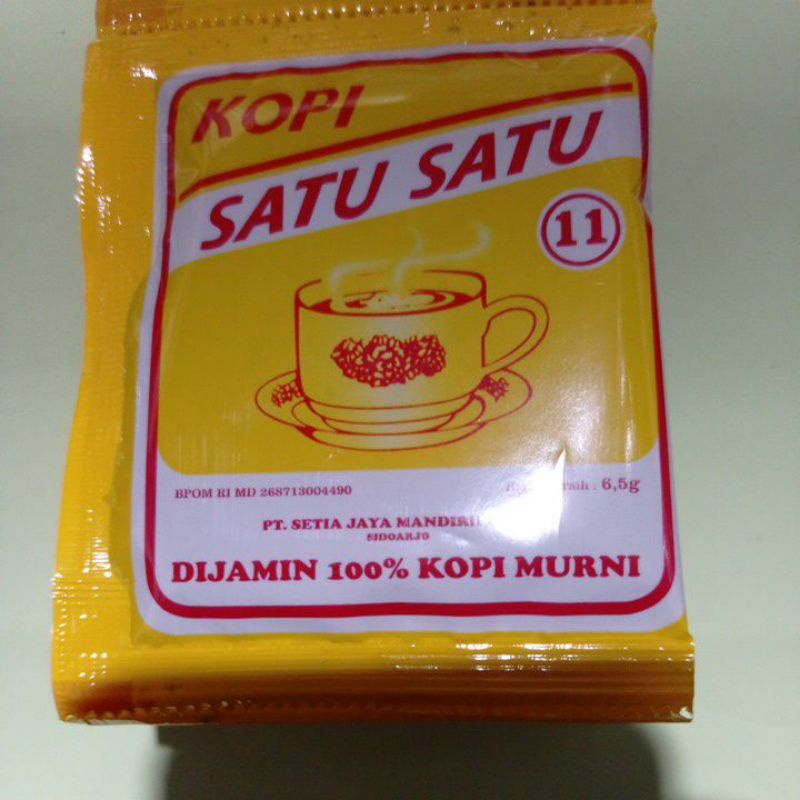 KOPI
SATU SATU
11
BPOM RI MD 268713004490
: 6,5g
PT. SETIA JAYA MANDIRI
SIDOARJO
DIJAMIN 100% KOPI MURNI